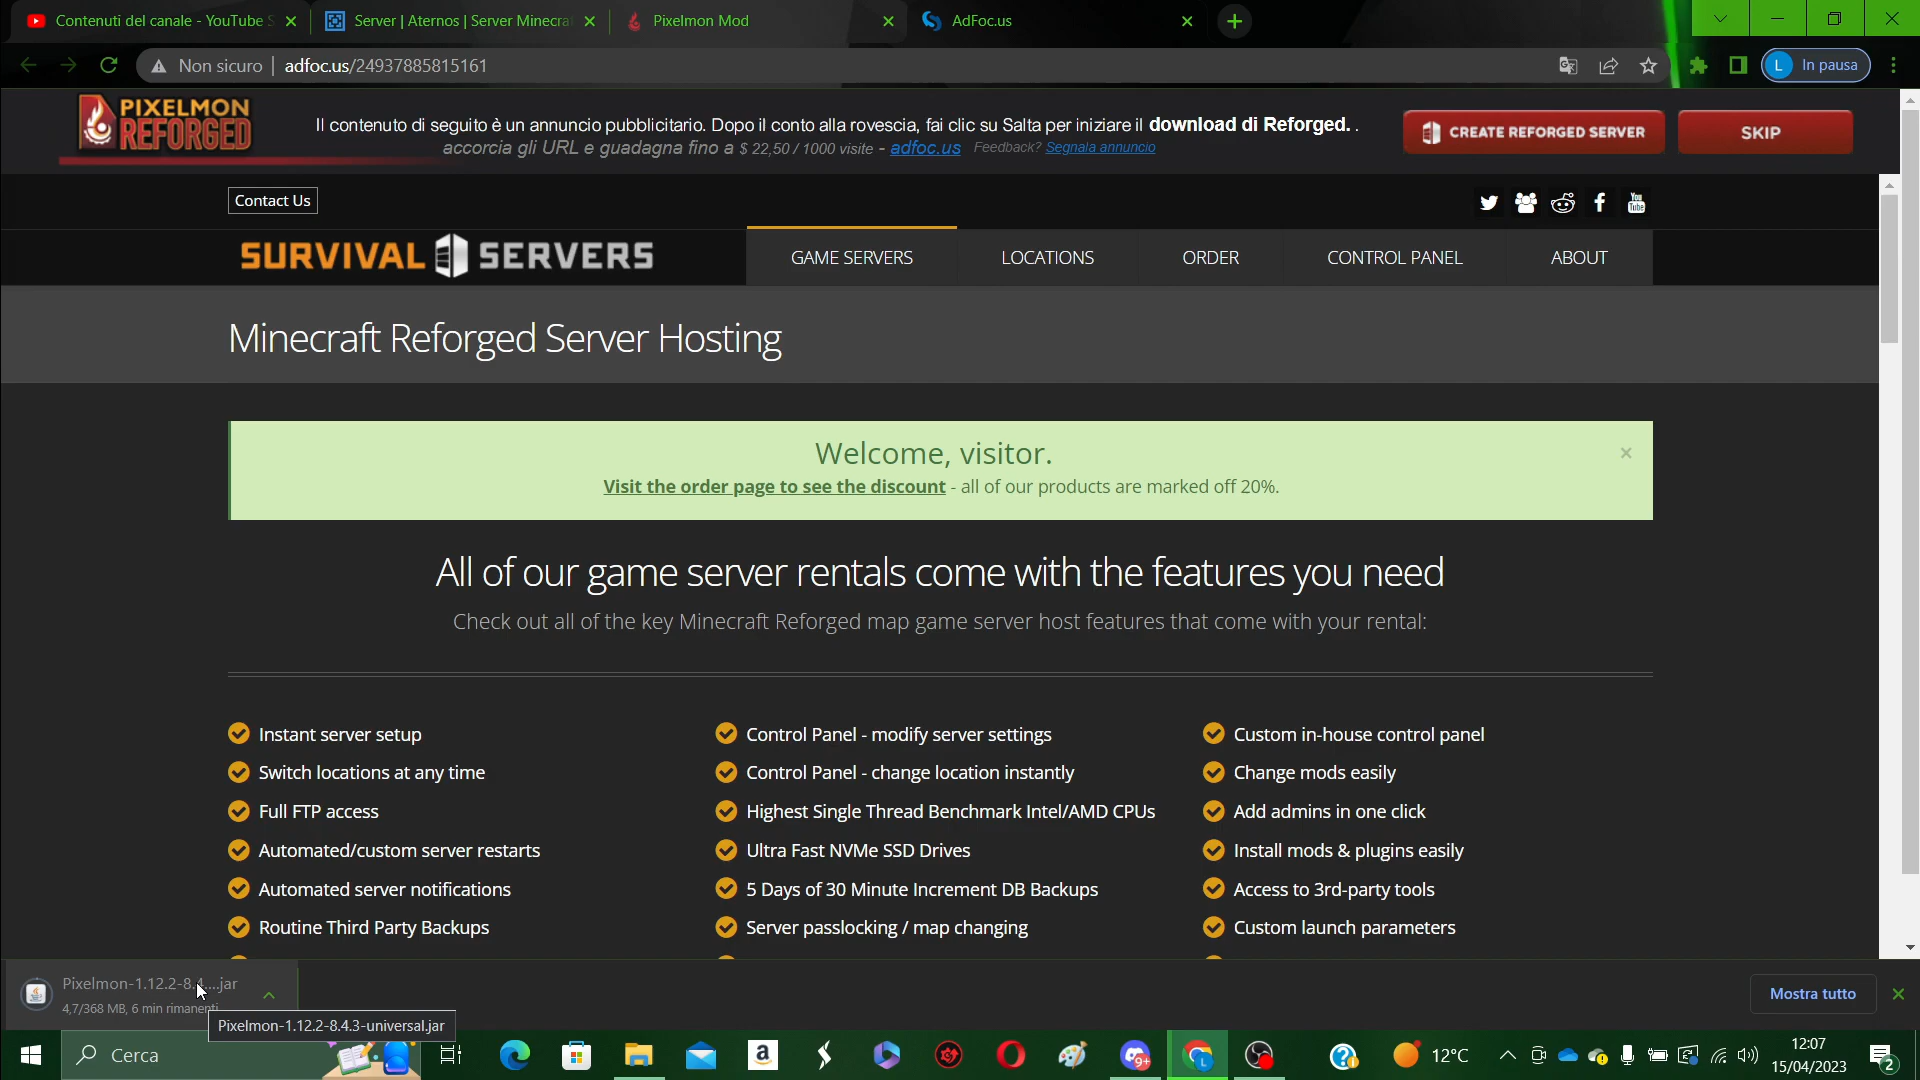 Contenuti del canale - YouTube S
Server | Aternos | Server Minecra
Pixelmon Mod
AdFoc.us
Non sicuro
adfoc.us/24937885815161
L
In pausa
PIXELMON
REFORGED
Il contenuto di seguito è un annuncio pubblicitario. Dopo il conto alla rovescia, fai clic su Salta per iniziare il download di Reforged. .
accorcia gli URL e guadagna fino a $ 22,50 / 1000 visite - adfoc.us Feedback? Segnala annuncio
CREATE REFORGED SERVER
SKIP
Contact Us
You
Tube
SURVIVAL SERVERS
GAME SERVERS
LOCATIONS
ORDER
CONTROL PANEL
ABOUT
Minecraft Reforged Server Hosting
Welcome, visitor.
Visit the order page to see the discount - all of our products are marked off 20%.
All of our game server rentals come with the features you need
Check out all of the key Minecraft Reforged map game server host features that come with your rental:
Instant server setup
Control Panel - modify server settings
Custom in-house control panel
Switch locations at any time
Control Panel - change location instantly
Change mods easily
Full FTP access
Highest Single Thread Benchmark Intel/AMD CPUs
Add admins in one click
Automated/custom server restarts
Ultra Fast NVMe SSD Drives
Install mods & plugins easily
Automated server notifications
5 Days of 30 Minute Increment DB Backups
Access to 3rd-party tools
Routine Third Party Backups
Server passlocking / map changing
Custom launch parameters
Pixelmon-1.12.2-8.4....jar
4,7/368 MB, 6 min rimanenti
Pixelmon-1.12.2-8.4.3-universal.jar
Mostra tutto
Cerca
9+
L
12°C
12:07
15/04/2023
2